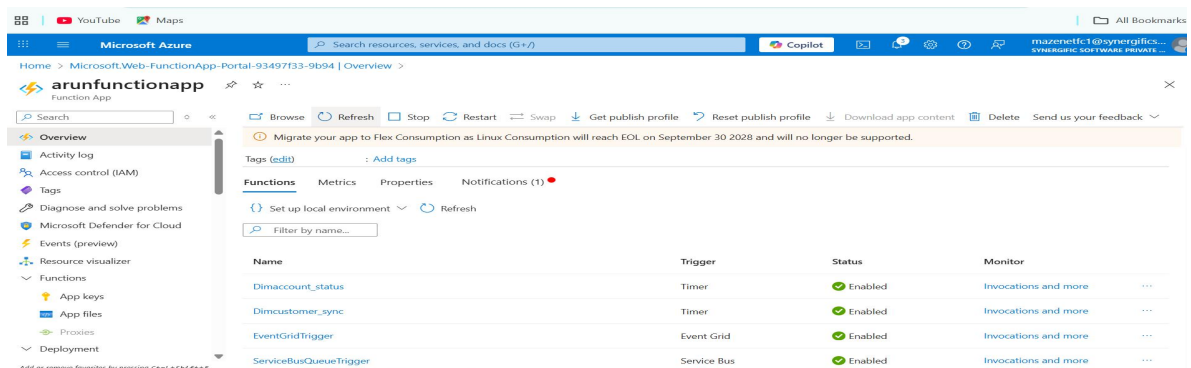 YouTube Maps All Bookmarks
Microsoft Azure Search resources, services, and docs (G+/) Copilot 3 mazenetfc1@synergifics...
SYNERGIFIC SOFTWARE PRIVATE ...
Home > Microsoft.Web-FunctionApp-Portal-93497f33-9b94 | Overview >
arunfunctionapp ...
Function App
Search
Browse Refresh Stop Restart Swap Get publish profile Reset publish profile Download app content Delete Send us your feedback
Overview
Activity log
Access control (IAM)
Tags
Diagnose and solve problems
Microsoft Defender for Cloud
Events (preview)
Resource visualizer
Functions
App keys
App files
Proxies
Deployment
Migrate your app to Flex Consumption as Linux Consumption will reach EOL on September 30 2028 and will no longer be supported.
Tags (edit) : Add tags
Functions Metrics Properties Notifications (1)
{} Set up local environment Refresh
Filter by name...
Name Trigger Status Monitor
Dimaccount_status Timer Enabled Invocations and more ...
Dimcustomer_sync Timer Enabled Invocations and more ...
EventGridTrigger Event Grid Enabled Invocations and more ...
ServiceBusQueueTrigger Service Bus Enabled Invocations and more ...